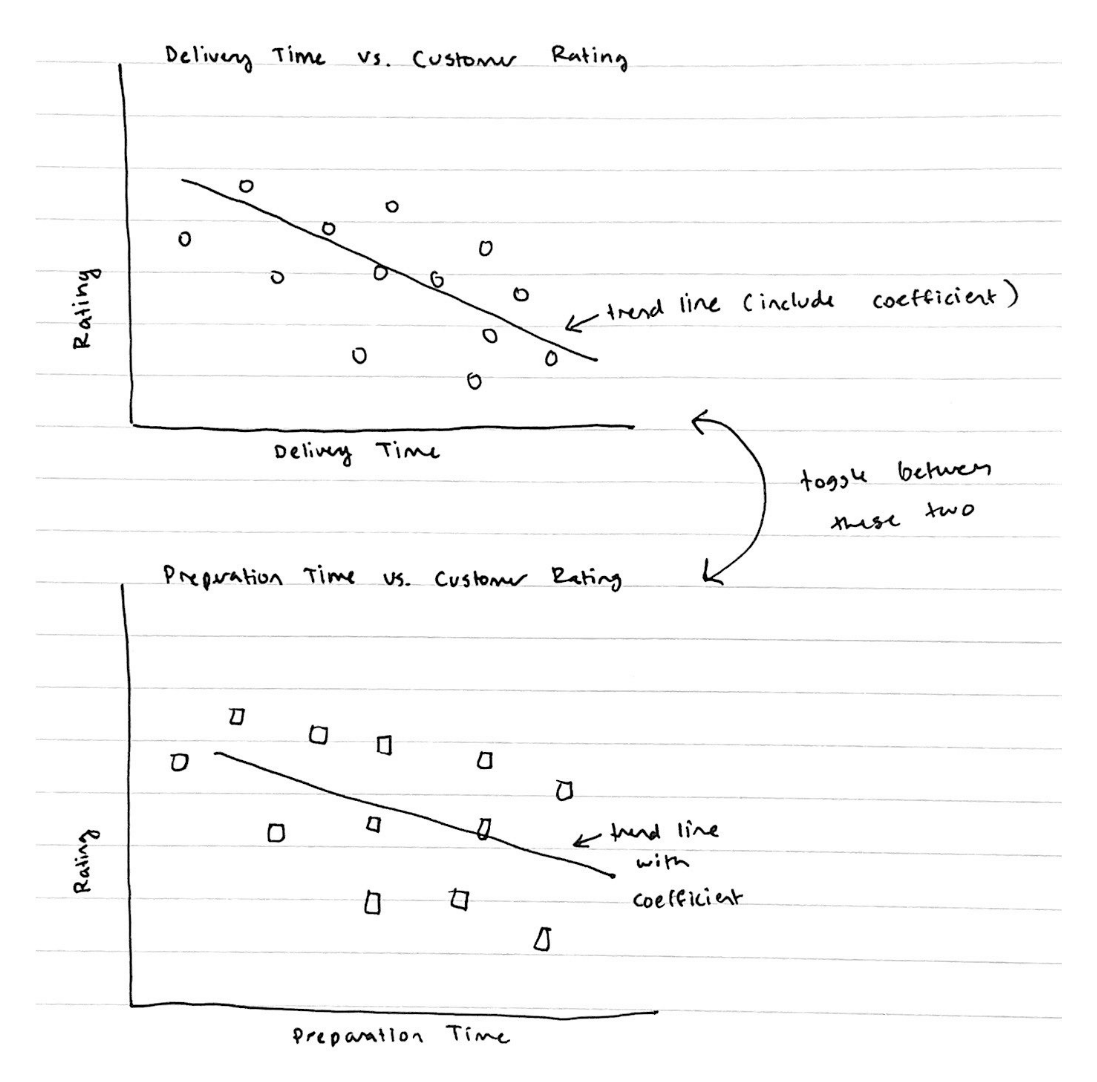 Delivery Time vs. Customer Rating
Rating
trend line (include coefficient)
Delivery Time
toggle between
these two
Preparation Time vs. Customer Rating
Rating
trend line
with
coefficient
Preparation Time